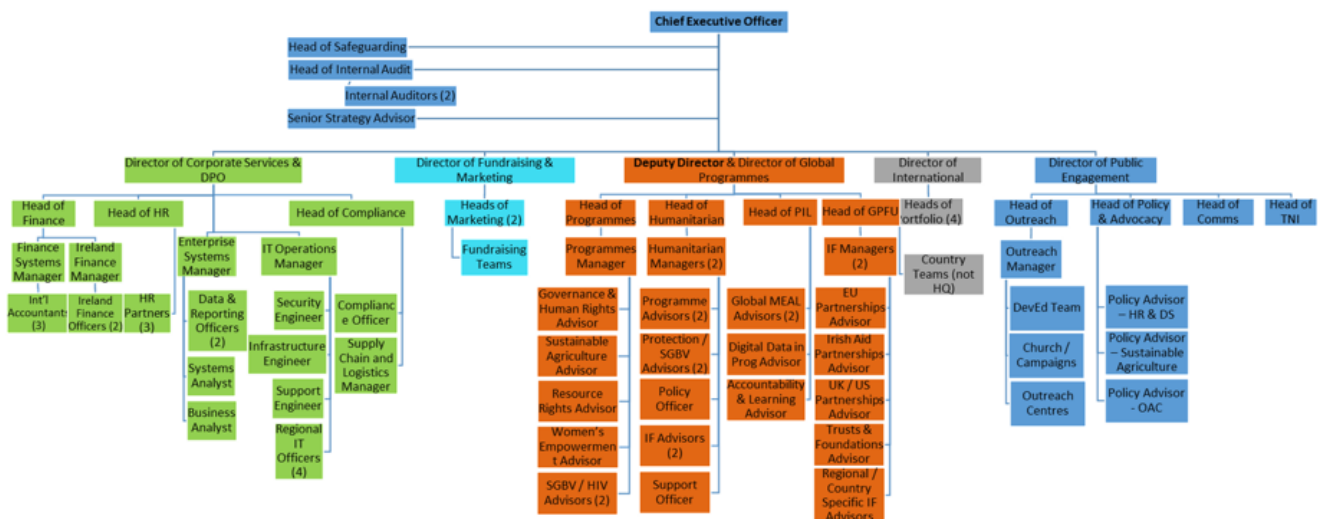 Chief Executive Officer
Head of Safeguarding
Head of Internal Audit
Internal Auditors (2)
Senior Strategy Advisor
Director of Corporate Services &
DPO
Director of Fundraising &
Marketing
Deputy Director & Director of Global
Programmes
Director of
International
Director of Public
Engagement
Head of
Finance
Head of HR
Head of Compliance
Heads of
Marketing (2)
Head of
Programmes
Head of
Humanitarian
Head of PIL
Head of GPFU
Heads of
Portfolio (4)
Head of
Outreach
Head of Policy
& Advocacy
Head of
Comms
Head of
TNI
Finance
Systems
Manager
Ireland
Finance
Manager
Enterprise
Systems
Manager
IT Operations
Manager
Fundraising
Teams
Programmes
Manager
Humanitarian
Managers (2)
IF Managers
(2)
Country
Teams (not
HQ)
Outreach
Manager
Int'l
Accountants
(3)
Ireland
Finance
Officers (2)
HR
Partners
(3)
Data &
Reporting
Officers
(2)
Systems
Analyst
Business
Analyst
Security
Engineer
Infrastructure
Engineer
Support
Engineer
Regional
IT
Officers
(4)
Complianc
e Officer
Supply
Chain and
Logistics
Manager
Governance &
Human Rights
Advisor
Sustainable
Agriculture
Advisor
Resource
Rights Advisor
Women's
Empowermen
t Advisor
SGBV / HIV
Advisors (2)
Programme
Advisors (2)
Protection /
SGBV
Advisors (2)
Policy
Officer
IF Advisors
(2)
Support
Officer
Global MEAL
Advisors (2)
Digital Data in
Prog Advisor
Accountability
& Learning
Advisor
EU
Partnerships
Advisor
Irish Aid
Partnerships
Advisor
UK / US
Partnerships
Advisor
Trusts &
Foundations
Advisor
Regional /
Country
Specific IF
Advisors
DevEd Team
Church /
Campaigns
Outreach
Centres
Policy Advisor
– HR & DS
Policy Advisor
– Sustainable
Agriculture
Policy Advisor
- OAC